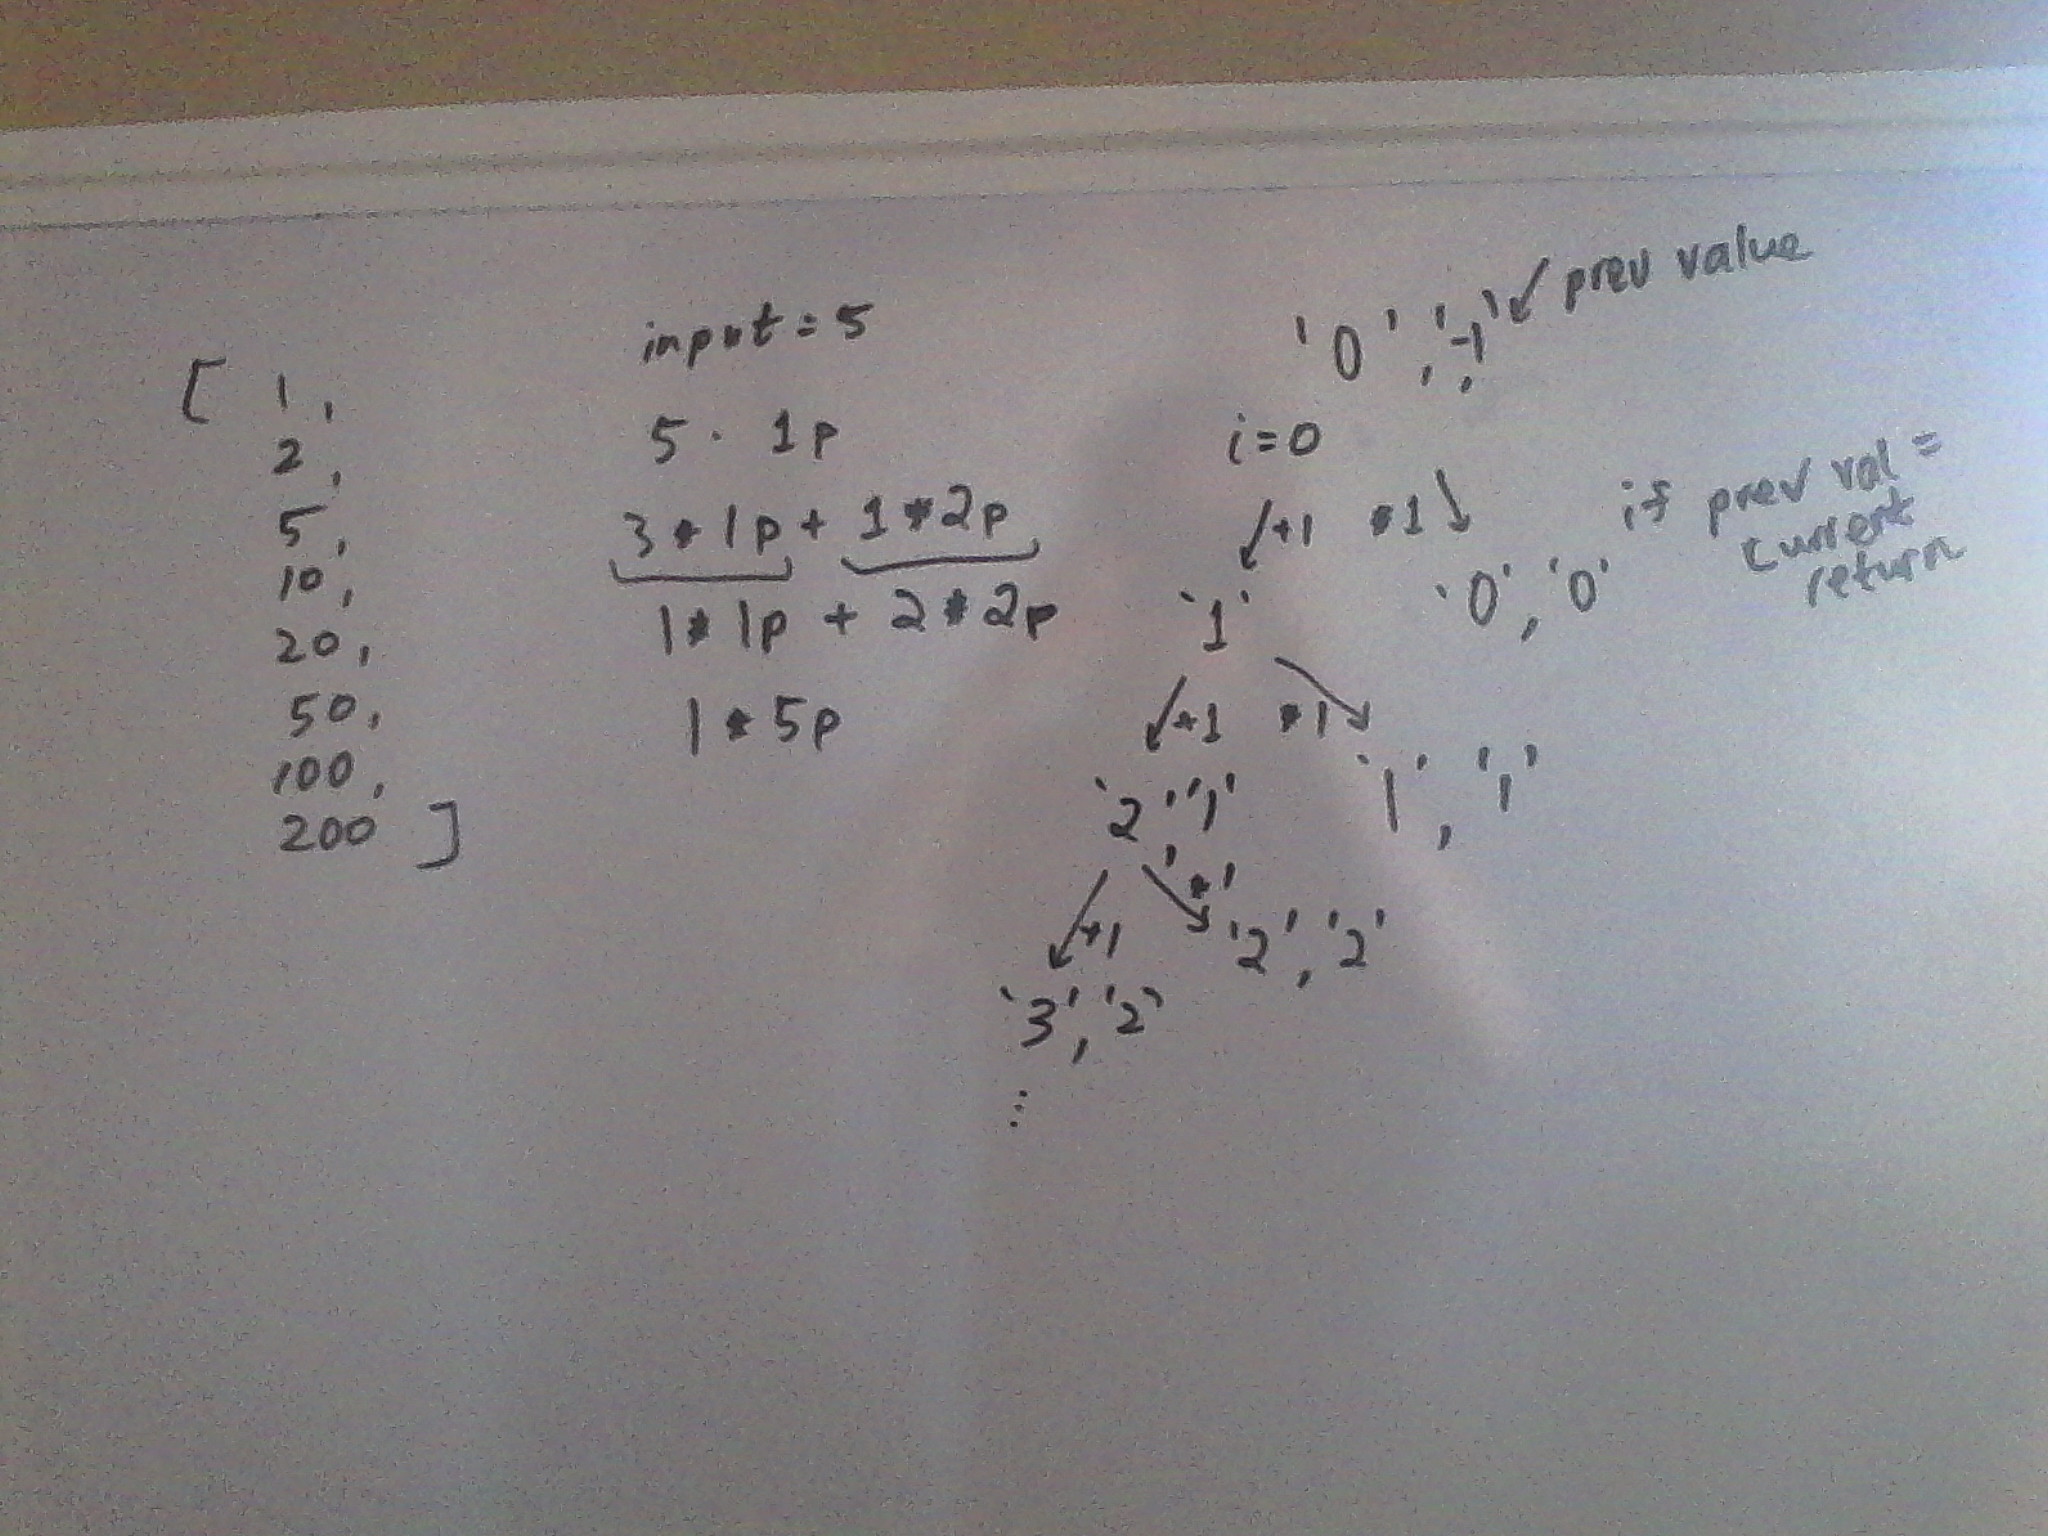 [ 1,
2,
5,
10,
20,
50,
100,
200 ]
input = 5
5 · 1p
3 * 1p + 1 * 2p
1 * 1p + 2 * 2p
1 * 5p
'0', '-1' prev value
i=0
+1 *1
'1' '0', '0' if prev val =
current
return
+1 *1
'2', '1' '1', '1'
+1 *1
'3', '2' '2', '2'
⋮